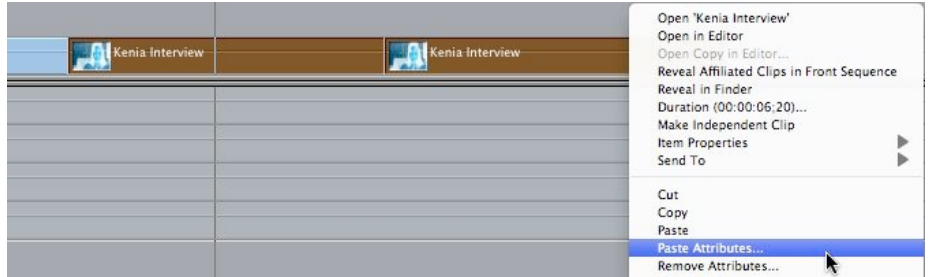 Kenia Interview
Kenia Interview
Open 'Kenia Interview'
Open in Editor
Open Copy in Editor...
Reveal Affiliated Clips in Front Sequence
Reveal in Finder
Duration (00:00:06;20)...
Make Independent Clip
Item Properties
Send To
Cut
Copy
Paste
Paste Attributes...
Remove Attributes...